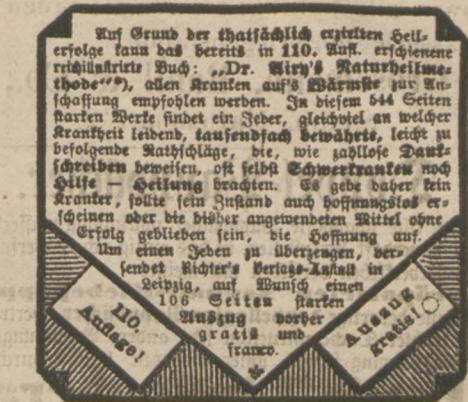 Auf Grund der thatsächlich erzielten Heil-
erfolge kann das bereits in 110. Aufl. erschienene
reichillustrirte Buch: „Dr. Airy's Naturheilme-
thode“*), allen Kranken auf's Wärmste zur An-
schaffung empfohlen werden. In diesem 544 Seiten
starken Werke findet ein Jeder, gleichviel an welcher
Krankheit leidend, tausendfach bewährte, leicht zu
befolgende Rathschläge, die, wie zahllose Dank-
schreiben beweisen, oft selbst Schwerkranken noch
Hilfe Heilung brachten. Es gebe daher kein
Kranker, sollte sein Zustand auch hoffnungslos er-
scheinen oder die bisher angewendeten Mittel ohne
Erfolg geblieben sein, die Hoffnung auf.
Um einen Jeden zu überzeugen, ver-
sendet Richter's Verlags-Anstalt in
Leipzig, auf Wunsch einen
106 Seiten starken
Auszug vorher
gratis und
franco.
110.
Auflage!
Auszug
gratis!